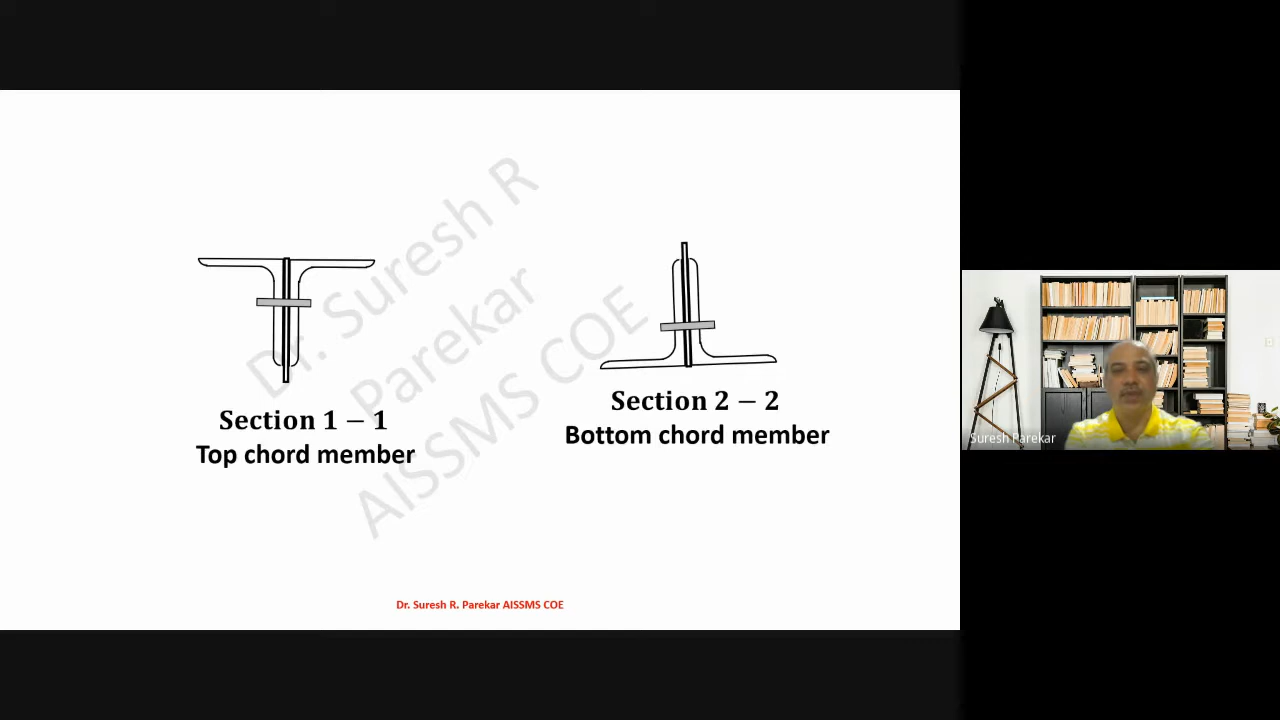 Dr. Suresh R
Parekar
AISSMS COE
Section 1 – 1
Top chord member
Section 2 – 2
Bottom chord member
Dr. Suresh R. Parekar AISSMS COE
Suresh Parekar